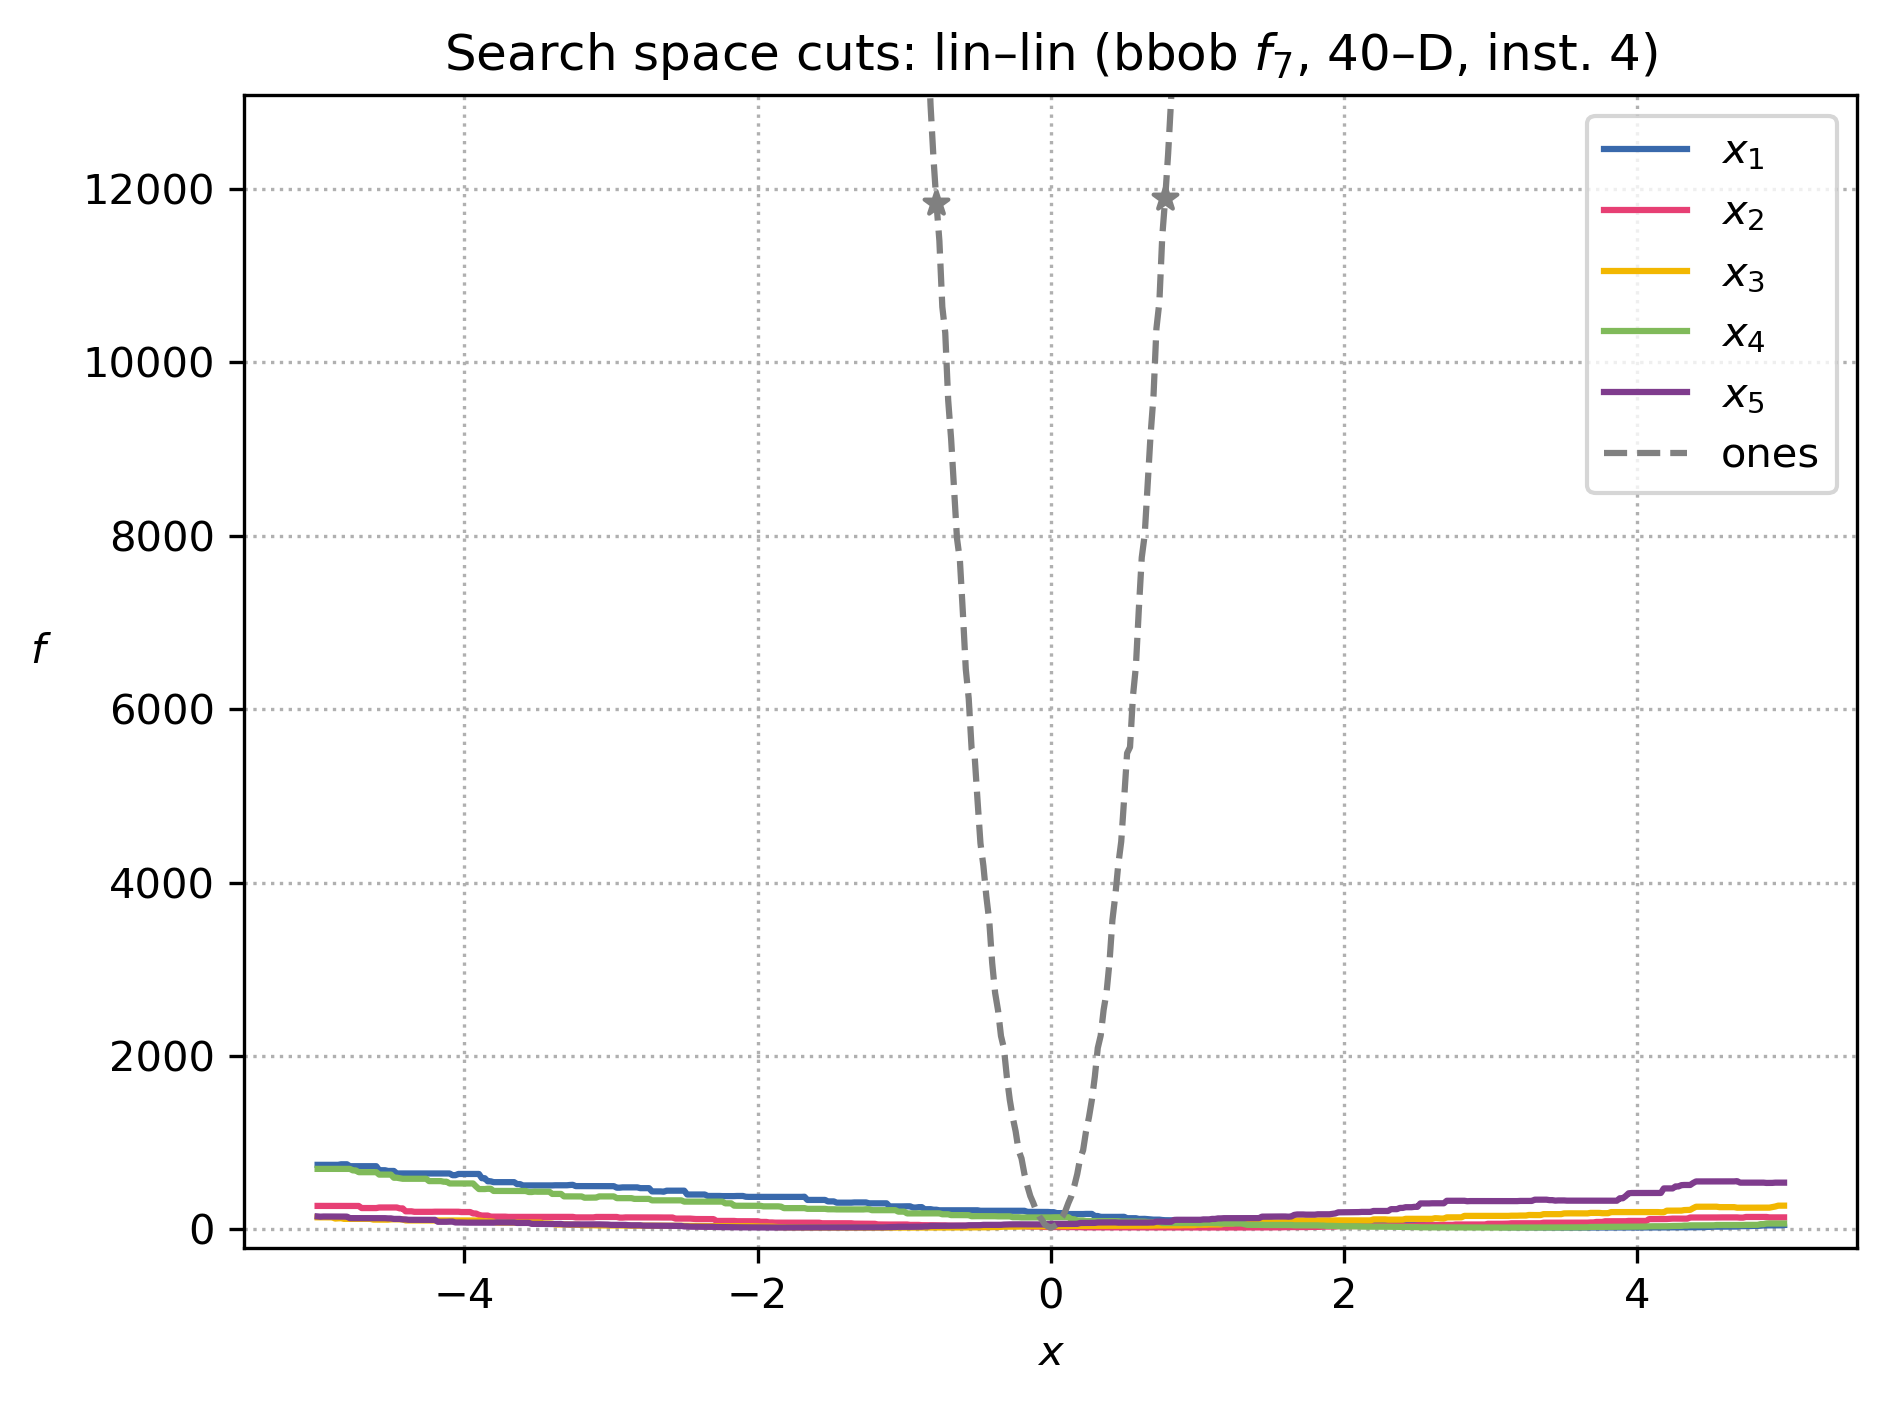 Search space cuts: lin–lin (bbob f₇, 40–D, inst. 4)
12000
10000
8000
6000
4000
2000
0
f
−4
−2
0
2
4
x
x₁
x₂
x₃
x₄
x₅
ones